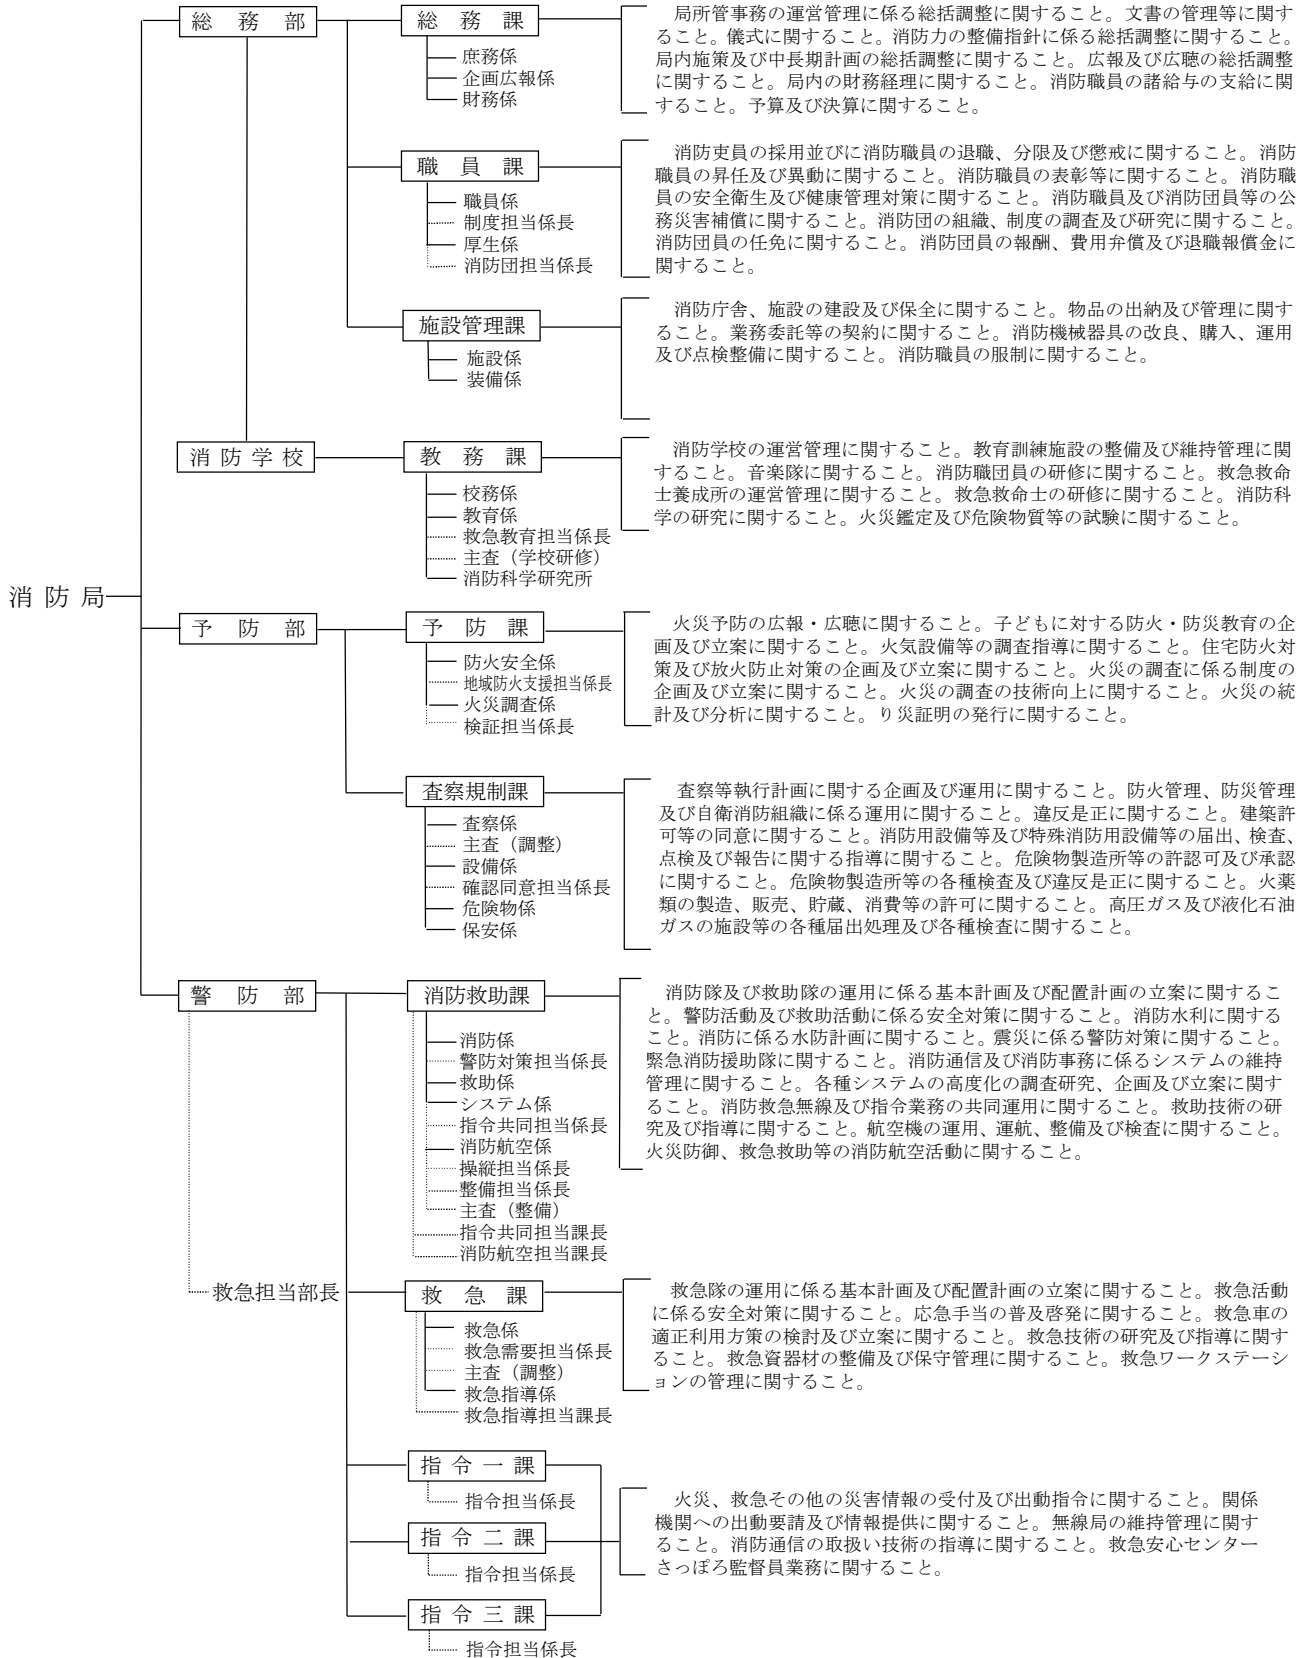 消防局
総務部
総務課
庶務係
企画広報係
財務係
局所管事務の運営管理に係る総括調整に関すること。文書の管理等に関す
ること。儀式に関すること。消防力の整備指針に係る総括調整に関すること。
局内施策及び中長期計画の総括調整に関すること。広報及び広聴の総括調整
に関すること。局内の財務経理に関すること。消防職員の諸給与の支給に関
すること。予算及び決算に関すること。
職員課
職員係
制度担当係長
厚生係
消防団担当係長
消防吏員の採用並びに消防職員の退職、分限及び懲戒に関すること。消防
職員の昇任及び異動に関すること。消防職員の表彰等に関すること。消防職
員の安全衛生及び健康管理対策に関すること。消防職員及び消防団員等の公
務災害補償に関すること。消防団の組織、制度の調査及び研究に関すること。
消防団員の任免に関すること。消防団員の報酬、費用弁償及び退職報償金に
関すること。
施設管理課
施設係
装備係
消防庁舎、施設の建設及び保全に関すること。物品の出納及び管理に関す
ること。業務委託等の契約に関すること。消防機械器具の改良、購入、運用
及び点検整備に関すること。消防職員の服制に関すること。
消防学校
教務課
校務係
教育係
救急教育担当係長
主査（学校研修）
消防科学研究所
消防学校の運営管理に関すること。教育訓練施設の整備及び維持管理に関
すること。音楽隊に関すること。消防職団員の研修に関すること。救急救命
士養成所の運営管理に関すること。救急救命士の研修に関すること。消防科
学の研究に関すること。火災鑑定及び危険物質等の試験に関すること。
予防部
予防課
防火安全係
地域防火支援担当係長
火災調査係
検証担当係長
火災予防の広報・広聴に関すること。子どもに対する防火・防災教育の企
画及び立案に関すること。火気設備等の調査指導に関すること。住宅防火対
策及び放火防止対策の企画及び立案に関すること。火災の調査に係る制度の
企画及び立案に関すること。火災の調査の技術向上に関すること。火災の統
計及び分析に関すること。り災証明の発行に関すること。
査察規制課
査察係
主査（調整）
設備係
確認同意担当係長
危険物係
保安係
査察等執行計画に関する企画及び運用に関すること。防火管理、防災管理
及び自衛消防組織に係る運用に関すること。違反是正に関すること。建築許
可等の同意に関すること。消防用設備等及び特殊消防用設備等の届出、検査、
点検及び報告に関する指導に関すること。危険物製造所等の許認可及び承認
に関すること。危険物製造所等の各種検査及び違反是正に関すること。火薬
類の製造、販売、貯蔵、消費等の許可に関すること。高圧ガス及び液化石油
ガスの施設等の各種届出処理及び各種検査に関すること。
警防部
消防救助課
消防係
警防対策担当係長
救助係
システム係
指令共同担当係長
消防航空係
操縦担当係長
整備担当係長
主査（整備）
指令共同担当課長
消防航空担当課長
消防隊及び救助隊の運用に係る基本計画及び配置計画の立案に関するこ
と。警防活動及び救助活動に係る安全対策に関すること。消防水利に関する
こと。消防に係る水防計画に関すること。震災に係る警防対策に関すること。
緊急消防援助隊に関すること。消防通信及び消防事務に係るシステムの維持
管理に関すること。各種システムの高度化の調査研究、企画及び立案に関す
ること。消防救急無線及び指令業務の共同運用に関すること。救助技術の研
究及び指導に関すること。航空機の運用、運航、整備及び検査に関すること。
火災防御、救急救助等の消防航空活動に関すること。
救急担当部長
救急課
救急係
救急需要担当係長
主査（調整）
救急指導係
救急指導担当課長
救急隊の運用に係る基本計画及び配置計画の立案に関すること。救急活動
に係る安全対策に関すること。応急手当の普及啓発に関すること。救急車の
適正利用方策の検討及び立案に関すること。救急技術の研究及び指導に関す
ること。救急資器材の整備及び保守管理に関すること。救急ワークステーシ
ョンの管理に関すること。
指令一課
指令担当係長
指令二課
指令担当係長
指令三課
指令担当係長
火災、救急その他の災害情報の受付及び出動指令に関すること。関係
機関への出動要請及び情報提供に関すること。無線局の維持管理に関す
ること。消防通信の取扱い技術の指導に関すること。救急安心センター
さっぽろ監督員業務に関すること。